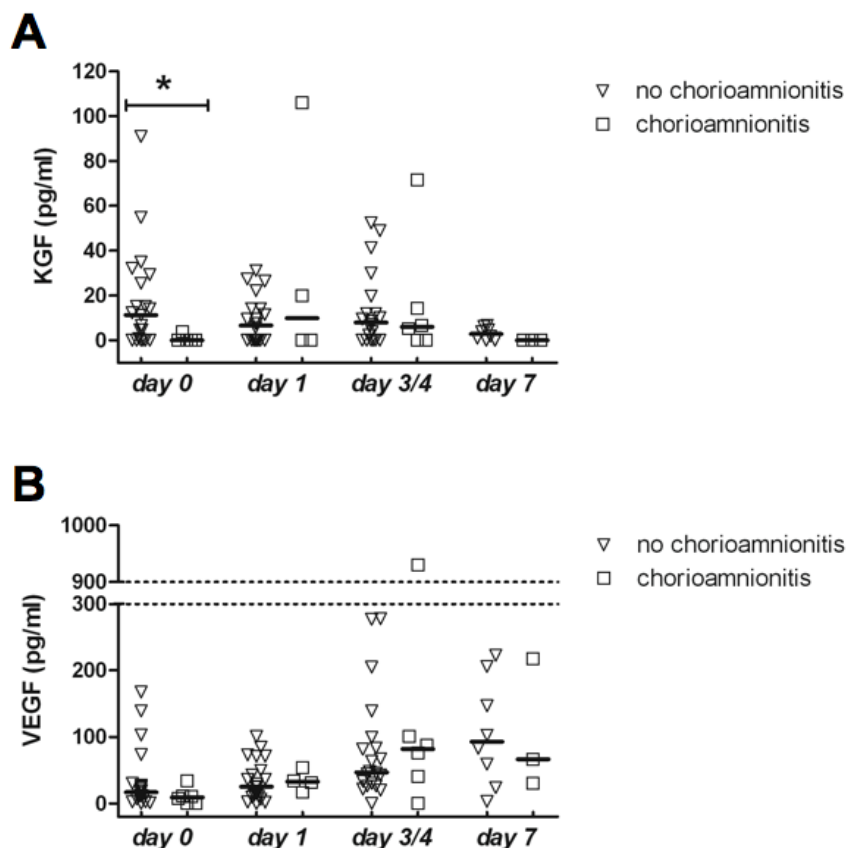 A
120
*
100
80
60
40
20
0
KGF (pg/ml)
no chorioamnionitis
chorioamnionitis
day 0 day 1 day 3/4 day 7
B
1000
900
300
200
100
0
VEGF (pg/ml)
no chorioamnionitis
chorioamnionitis
day 0 day 1 day 3/4 day 7